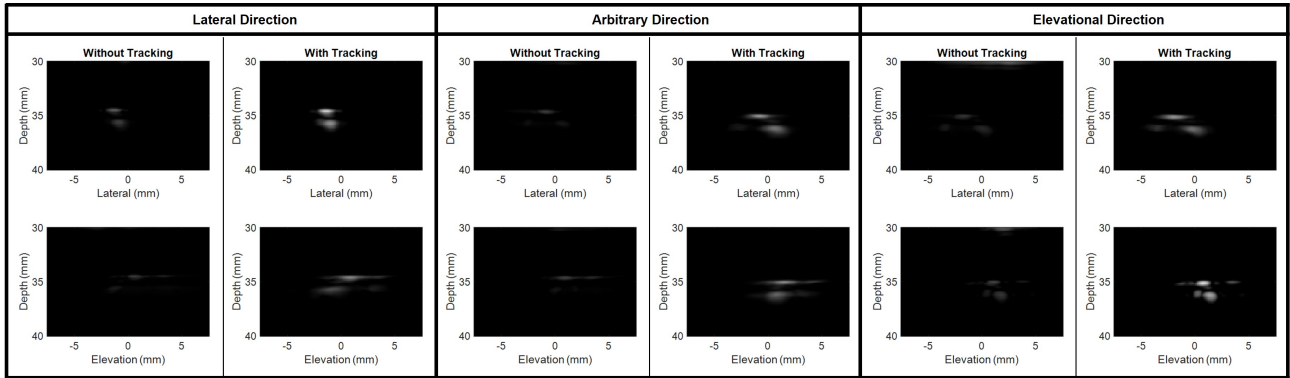 Lateral Direction
Arbitrary Direction
Elevational Direction
Without Tracking
With Tracking
Without Tracking
With Tracking
Without Tracking
With Tracking
30
35
40
Depth (mm)
-5 0 5
Lateral (mm)
30
35
40
Depth (mm)
-5 0 5
Lateral (mm)
30
35
40
Depth (mm)
-5 0 5
Lateral (mm)
30
35
40
Depth (mm)
-5 0 5
Lateral (mm)
30
35
40
Depth (mm)
-5 0 5
Lateral (mm)
30
35
40
Depth (mm)
-5 0 5
Lateral (mm)
30
35
40
Depth (mm)
-5 0 5
Elevation (mm)
30
35
40
Depth (mm)
-5 0 5
Elevation (mm)
30
35
40
Depth (mm)
-5 0 5
Elevation (mm)
30
35
40
Depth (mm)
-5 0 5
Elevation (mm)
30
35
40
Depth (mm)
-5 0 5
Elevation (mm)
30
35
40
Depth (mm)
-5 0 5
Elevation (mm)